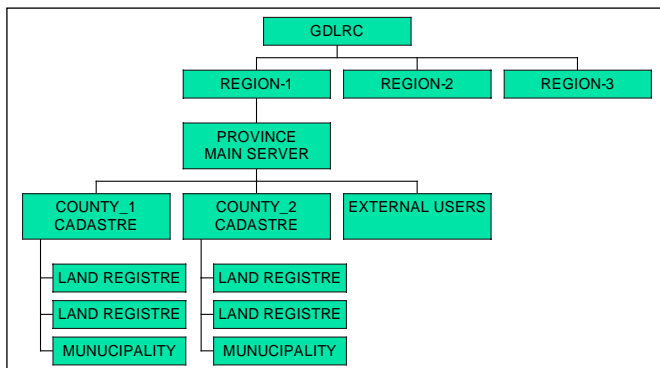 GDLRC
REGION-1
REGION-2
REGION-3
PROVINCE
MAIN SERVER
COUNTY_1
CADASTRE
COUNTY_2
CADASTRE
EXTERNAL USERS
LAND REGISTRE
LAND REGISTRE
LAND REGISTRE
LAND REGISTRE
MUNUCIPALITY
MUNUCIPALITY